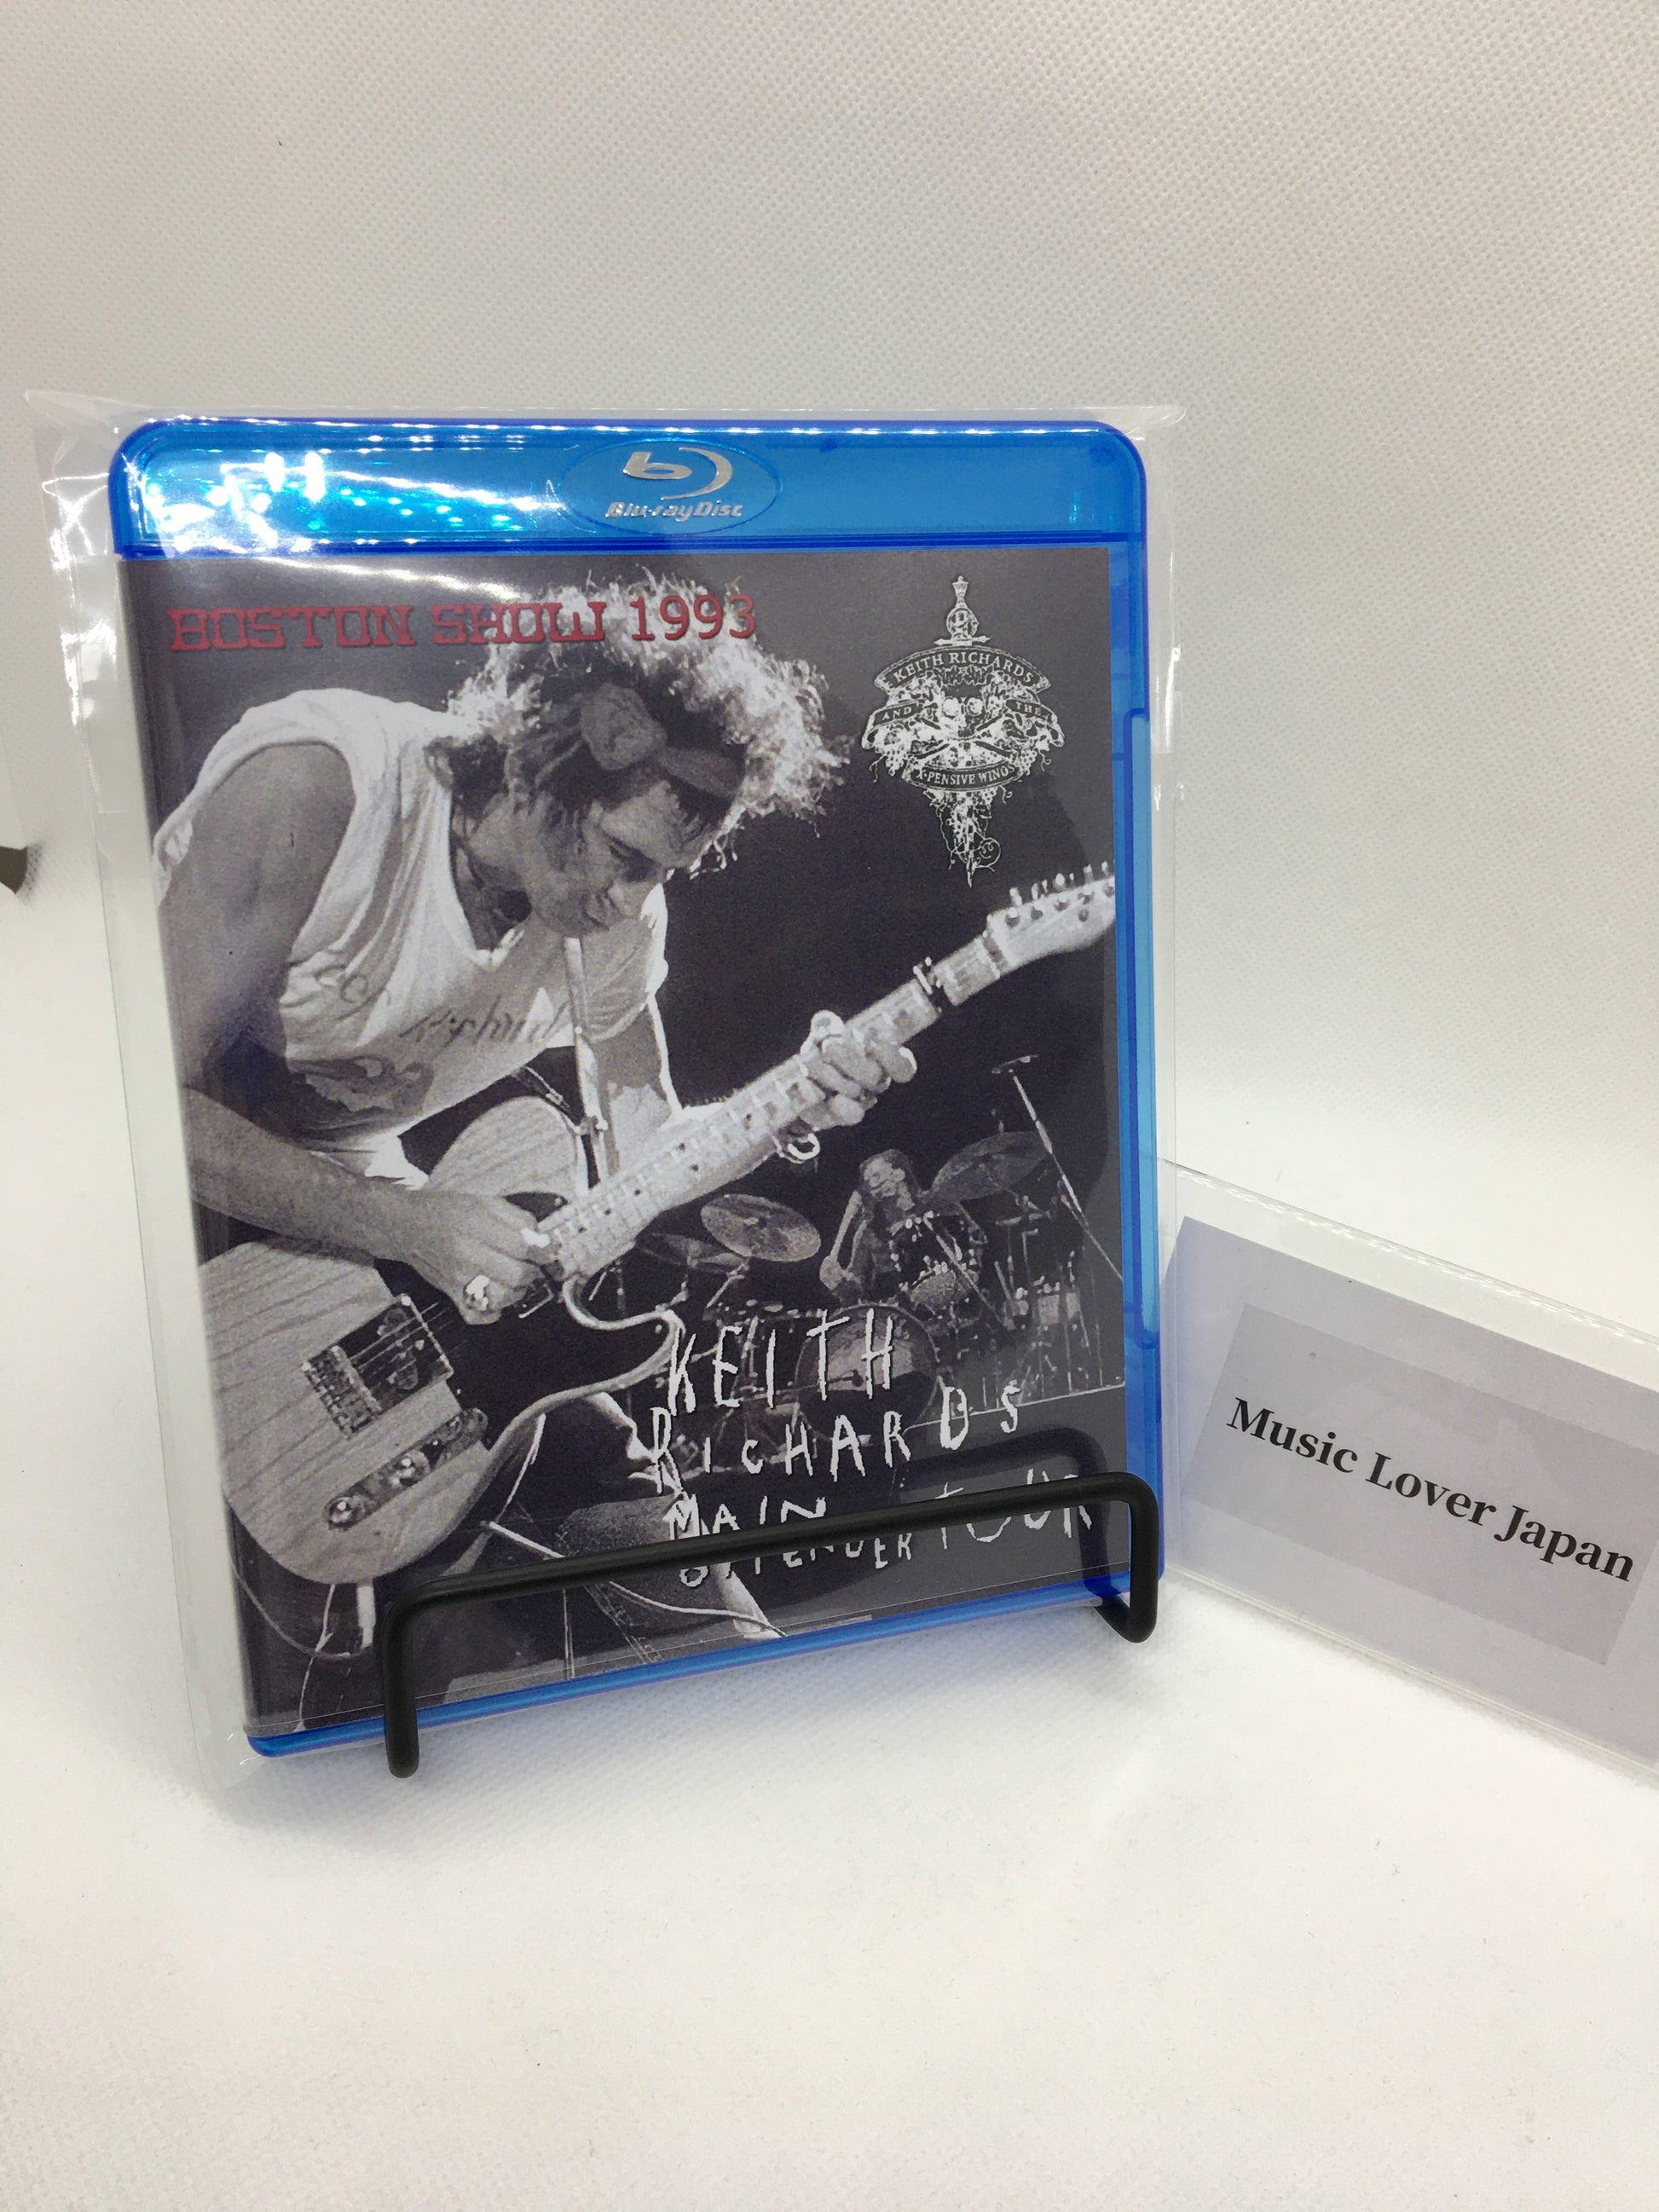 Blu-ray Disc
BOSTON SHOW 1993
KEITH RICHARDS
AND THE
X-PENSIVE WINOS
KEITH
RICHARDS
MAIN
OFFENDER TOUR
Music Lover Japan